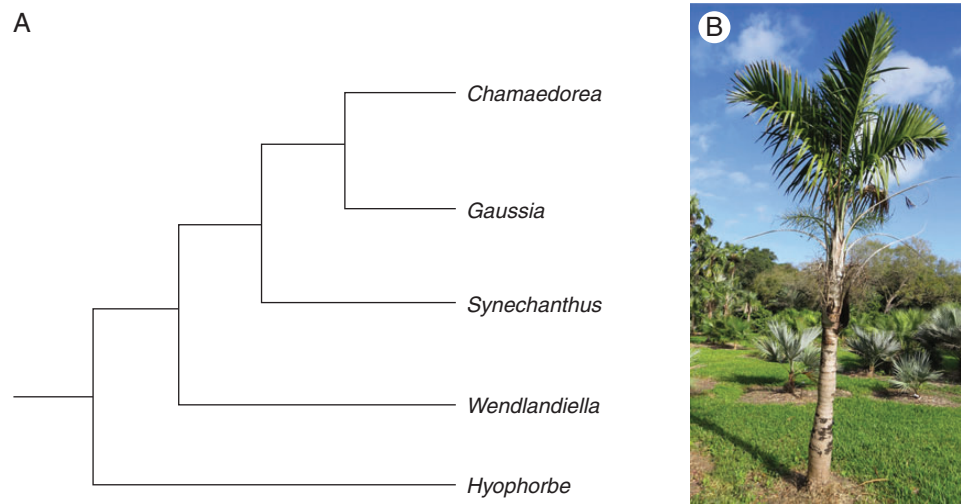 A
B
Chamaedorea
Gaussia
Synechanthus
Wendlandiella
Hyophorbe